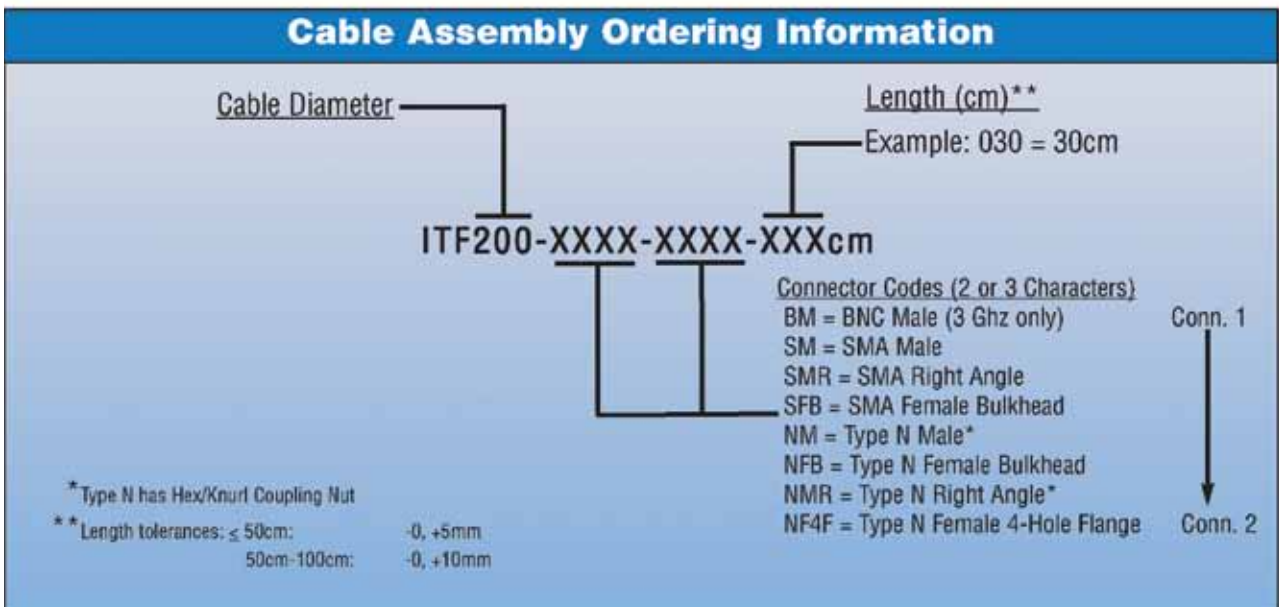 Cable Assembly Ordering Information
Cable Diameter
Length (cm)**
Example: 030 = 30cm
ITF200-XXXX-XXXX-XXXcm
Connector Codes (2 or 3 Characters)
BM = BNC Male (3 Ghz only) Conn. 1
SM = SMA Male
SMR = SMA Right Angle
SFB = SMA Female Bulkhead
NM = Type N Male*
NFB = Type N Female Bulkhead
NMR = Type N Right Angle*
NF4F = Type N Female 4-Hole Flange Conn. 2
*Type N has Hex/Knurl Coupling Nut
**Length tolerances: ≤ 50cm: -0, +5mm
50cm-100cm: -0, +10mm